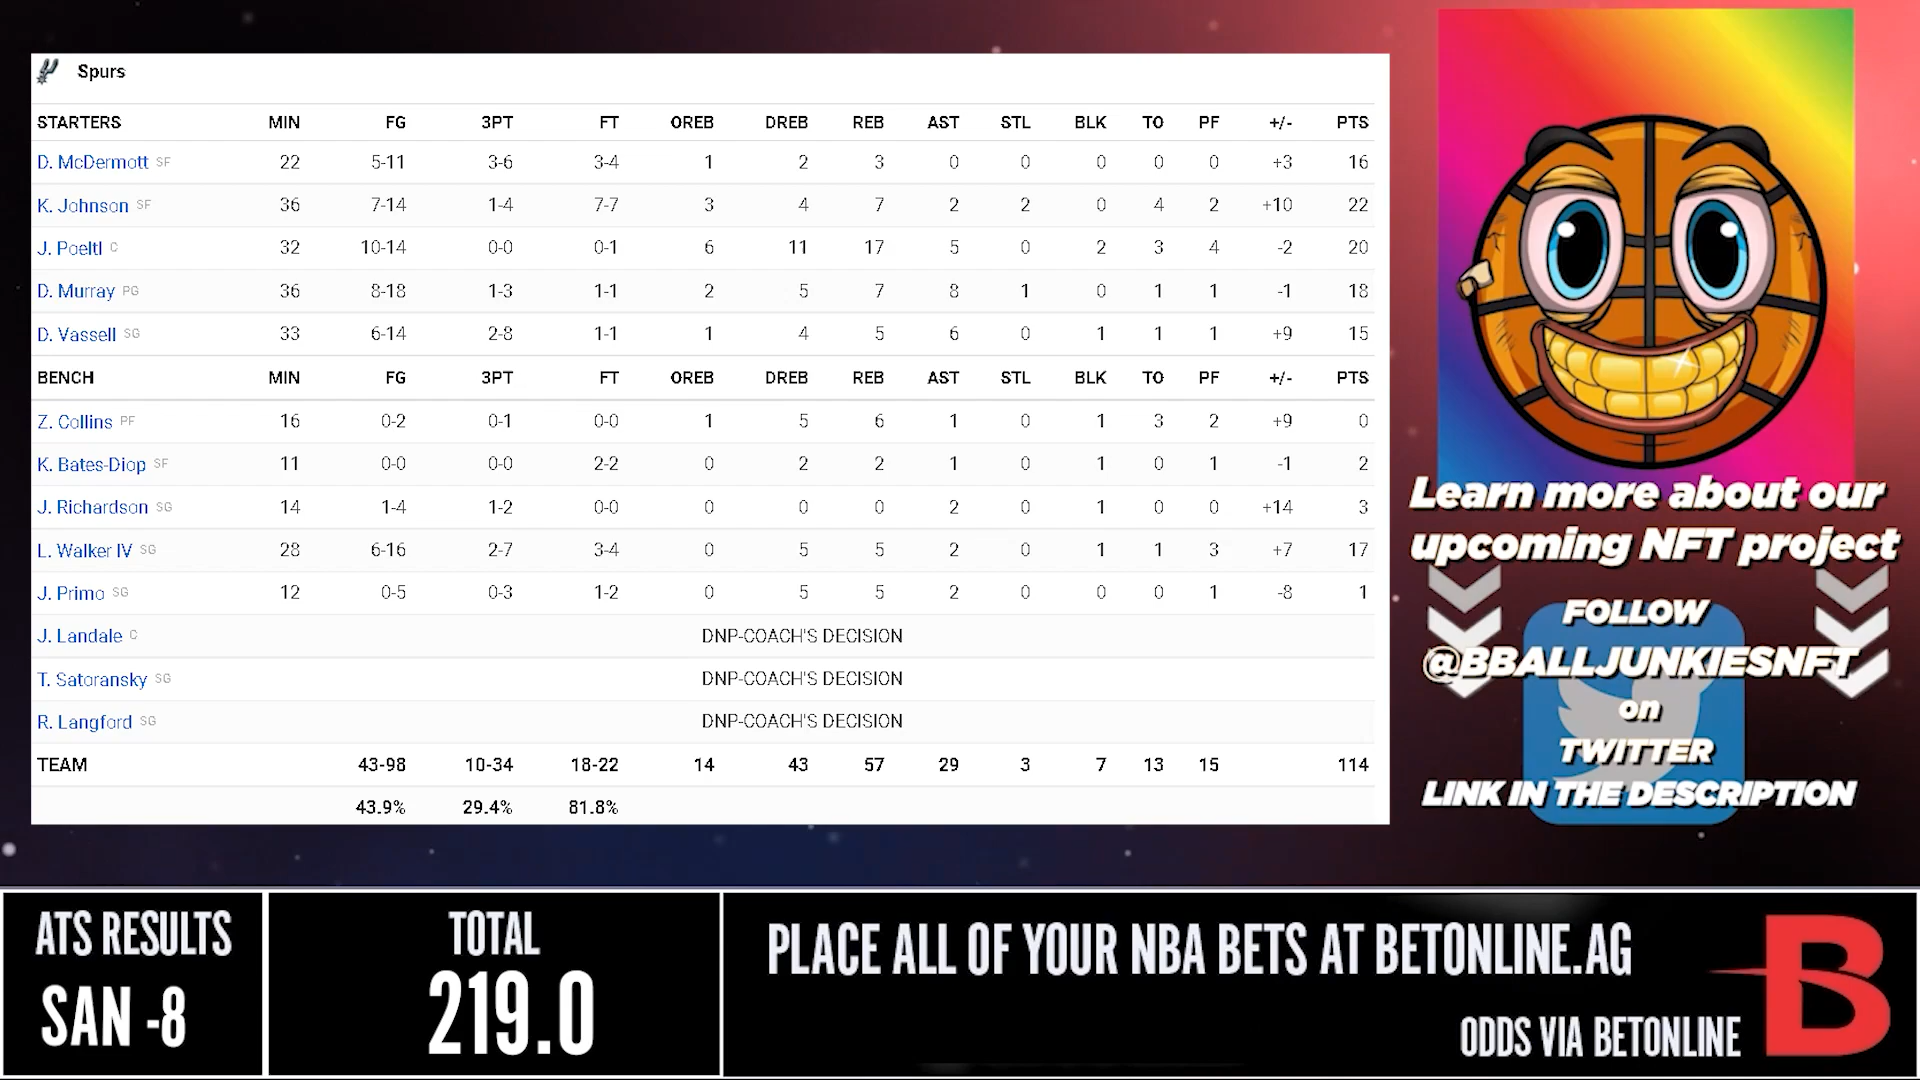 Spurs
STARTERS MIN FG 3PT FT OREB DREB REB AST STL BLK TO PF +/- PTS
D. McDermott SF 22 5-11 3-6 3-4 1 2 3 0 0 0 0 0 +3 16
K. Johnson SF 36 7-14 1-4 7-7 3 4 7 2 2 0 4 2 +10 22
J. Poeltl C 32 10-14 0-0 0-1 6 11 17 5 0 2 3 4 -2 20
D. Murray PG 36 8-18 1-3 1-1 2 5 7 8 1 0 1 1 -1 18
D. Vassell SG 33 6-14 2-8 1-1 1 4 5 6 0 1 1 1 +9 15
BENCH MIN FG 3PT FT OREB DREB REB AST STL BLK TO PF +/- PTS
Z. Collins PF 16 0-2 0-1 0-0 1 5 6 1 0 1 3 2 +9 0
K. Bates-Diop SF 11 0-0 0-0 2-2 0 2 2 1 0 1 0 1 -1 2
J. Richardson SG 14 1-4 1-2 0-0 0 0 0 2 0 1 0 0 +14 3
L. Walker IV SG 28 6-16 2-7 3-4 0 5 5 2 0 1 1 3 +7 17
J. Primo SG 12 0-5 0-3 1-2 0 5 5 2 0 0 0 1 -8 1
J. Landale C DNP-COACH'S DECISION
T. Satoransky SG DNP-COACH'S DECISION
R. Langford SG DNP-COACH'S DECISION
TEAM 43-98 10-34 18-22 14 43 57 29 3 7 13 15 114
43.9% 29.4% 81.8%
Learn more about our
upcoming NFT project
FOLLOW
@BBALLJUNKIESNFT
on
TWITTER
LINK IN THE DESCRIPTION
ATS RESULTS
SAN -8
TOTAL
219.0
PLACE ALL OF YOUR NBA BETS AT BETONLINE.AG
ODDS VIA BETONLINE
B